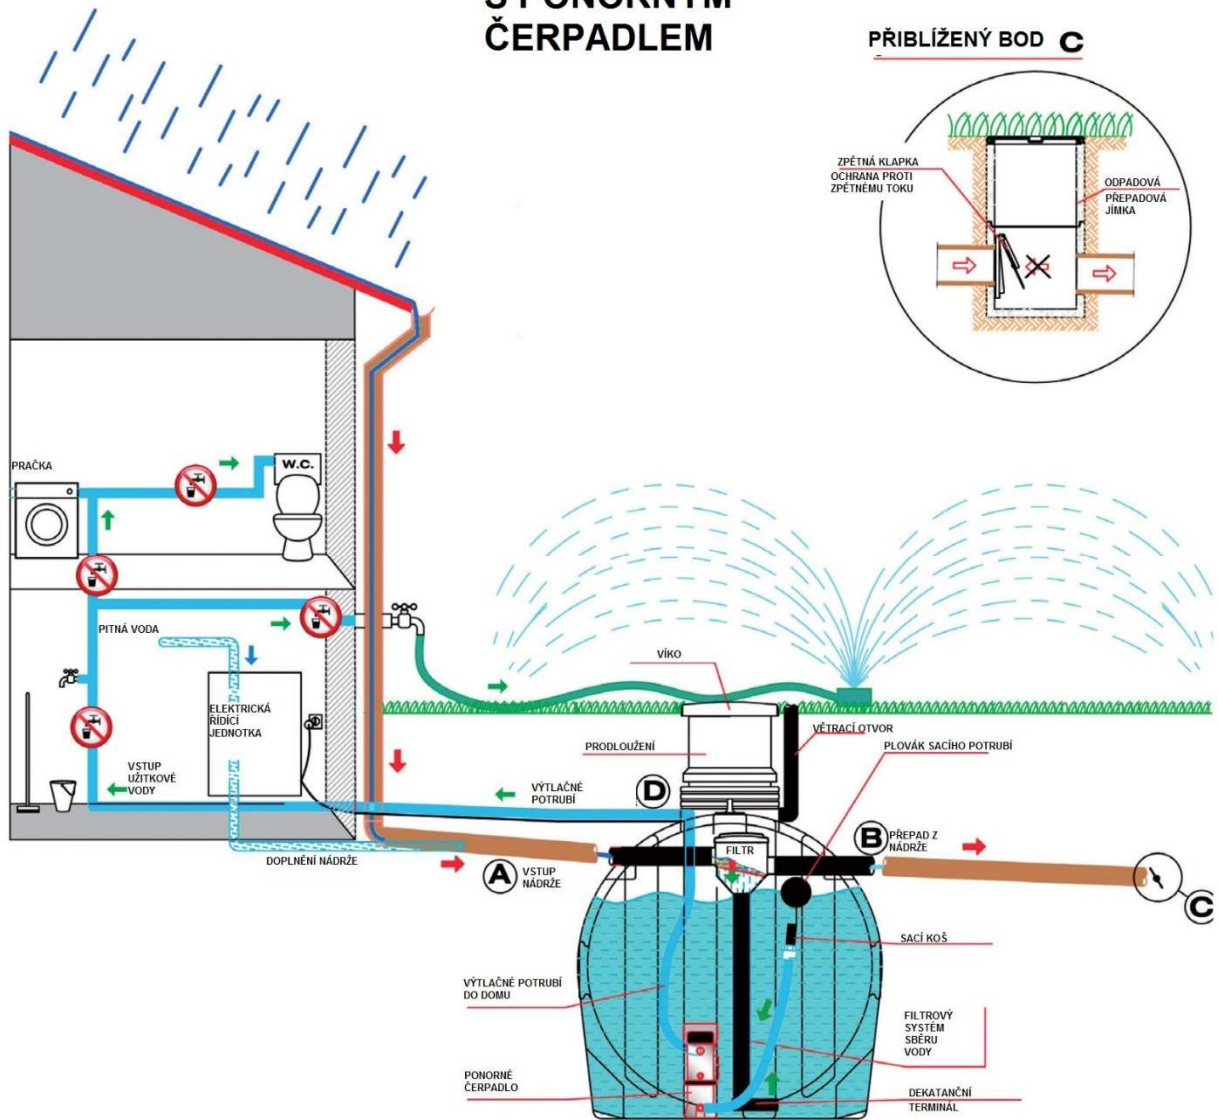 S PONORNÝM
ČERPADLEM
PŘIBLÍŽENÝ BOD C
ZPĚTNÁ KLAPKA
OCHRANA PROTI
ZPĚTNÉMU TOKU
ODPADOVÁ
PŘEPADOVÁ
JÍMKA
PRAČKA
W.C.
PITNÁ VODA
ELEKTRICKÁ
ŘÍDÍCÍ
JEDNOTKA
VSTUP
UŽITKOVÉ
VODY
DOPLNĚNÍ NÁDRŽE
VÍKO
PRODLOUŽENÍ
VĚTRACÍ OTVOR
PLOVÁK SACÍHO POTRUBÍ
VÝTLAČNÉ
POTRUBÍ
D
FILTR
A
VSTUP
NÁDRŽE
B
PŘEPAD Z
NÁDRŽE
C
SACÍ KOŠ
VÝTLAČNÉ POTRUBÍ
DO DOMU
FILTROVÝ
SYSTÉM
SBĚRU
VODY
PONORNÉ
ČERPADLO
DEKATANČNÍ
TERMINÁL